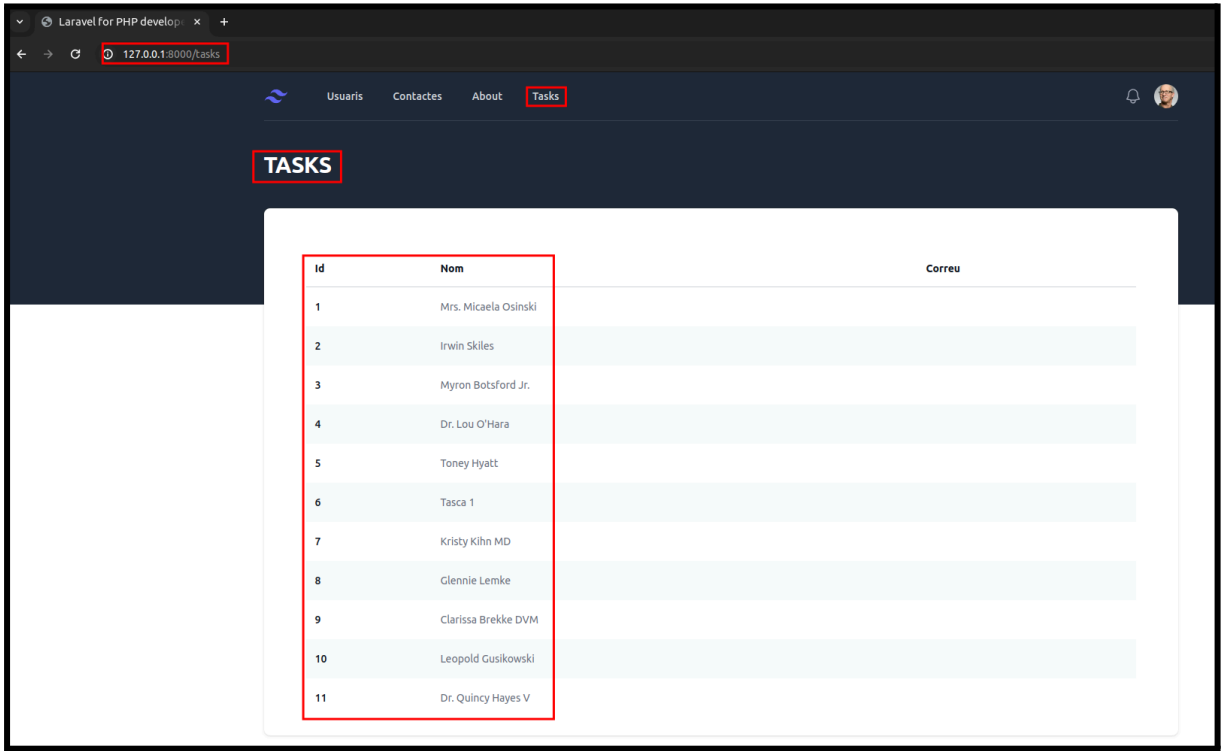 Laravel for PHP develop
127.0.0.1:8000/tasks
Usuaris Contactes About Tasks
TASKS
Id Nom Correu
1 Mrs. Micaela Osinski
2 Irwin Skiles
3 Myron Botsford Jr.
4 Dr. Lou O'Hara
5 Toney Hyatt
6 Tasca 1
7 Kristy Kihn MD
8 Glennie Lemke
9 Clarissa Brekke DVM
10 Leopold Gusikowski
11 Dr. Quincy Hayes V